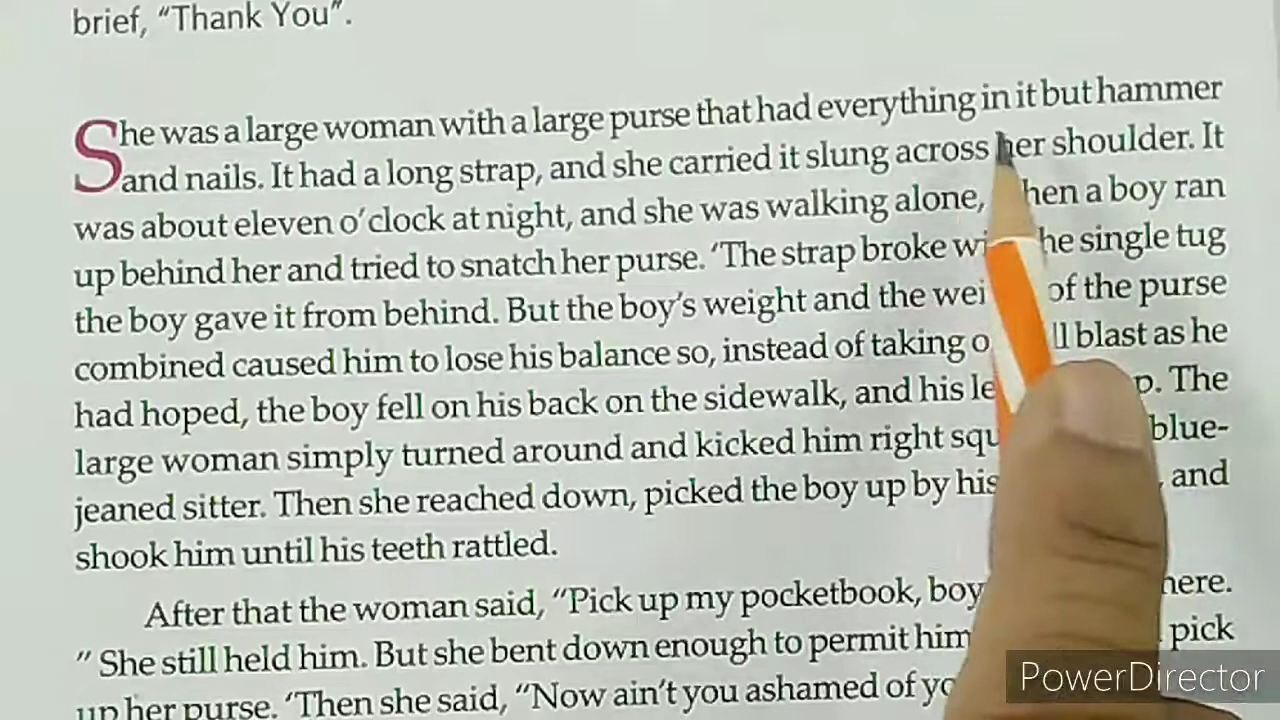 brief, “Thank You”.
She was a large woman with a large purse that had everything in it but hammer
and nails. It had a long strap, and she carried it slung across her shoulder. It
was about eleven o’clock at night, and she was walking alone, hen a boy ran
up behind her and tried to snatch her purse. ‘The strap broke wi he single tug
the boy gave it from behind. But the boy’s weight and the wei of the purse
combined caused him to lose his balance so, instead of taking o ll blast as he
had hoped, the boy fell on his back on the sidewalk, and his le p. The
large woman simply turned around and kicked him right squ blue-
jeaned sitter. Then she reached down, picked the boy up by his , and
shook him until his teeth rattled.
After that the woman said, “Pick up my pocketbook, boy here.
” She still held him. But she bent down enough to permit him pick
up her purse. ‘Then she said, “Now ain’t you ashamed of yo
PowerDirector